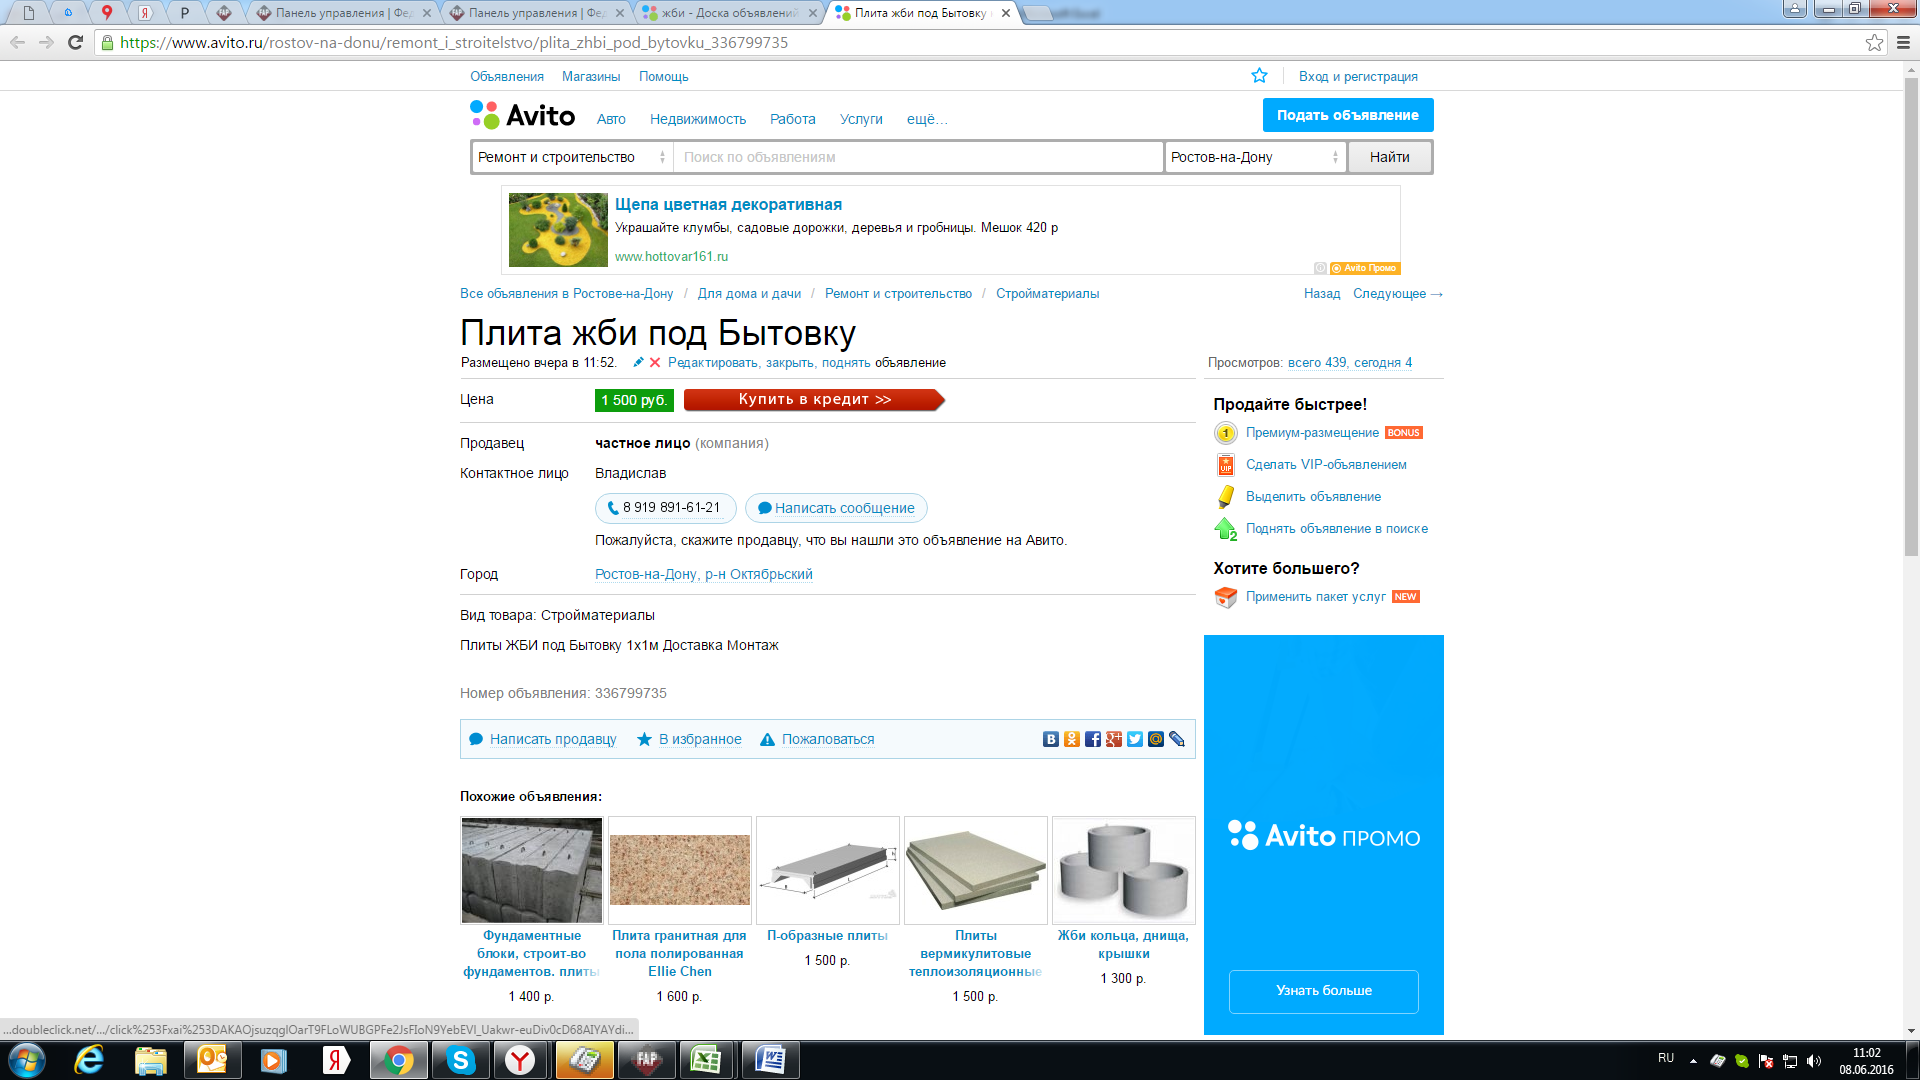 Панель управления | Фед
Панель управления | Фед
жби - Доска объявлений
Плита жби под Бытовку
https://www.avito.ru/rostov-na-donu/remont_i_stroitelstvo/plita_zhbi_pod_bytovku_336799735
Объявления Магазины Помощь
Вход и регистрация
Avito Авто Недвижимость Работа Услуги ещё...
Подать объявление
Ремонт и строительство Поиск по объявлениям Ростов-на-Дону Найти
Щепа цветная декоративная
Украшайте клумбы, садовые дорожки, деревья и гробницы. Мешок 420 р
www.hottovar161.ru
Avito Промо
Все объявления в Ростове-на-Дону / Для дома и дачи / Ремонт и строительство / Стройматериалы
Назад Следующее →
Плита жби под Бытовку
Размещено вчера в 11:52. Редактировать, закрыть, поднять объявление
Просмотров: всего 439, сегодня 4
Цена 1 500 руб. Купить в кредит >>
Продавец частное лицо (компания)
Контактное лицо Владислав
8 919 891-61-21 Написать сообщение
Пожалуйста, скажите продавцу, что вы нашли это объявление на Авито.
Город Ростов-на-Дону, р-н Октябрьский
Вид товара: Стройматериалы
Плиты ЖБИ под Бытовку 1х1м Доставка Монтаж
Номер объявления: 336799735
Написать продавцу В избранное Пожаловаться
Продайте быстрее!
Премиум-размещение BONUS
VIP Сделать VIP-объявлением
Выделить объявление
Поднять объявление в поиске
Хотите большего?
Применить пакет услуг NEW
Avito ПРОМО
Узнать больше
Похожие объявления:
Фундаментные
блоки, строит-во
фундаментов. плиты
1 400 р.
Плита гранитная для
пола полированная
Ellie Chen
1 600 р.
П-образные плиты
1 500 р.
Плиты
вермикулитовые
теплоизоляционные
1 500 р.
Жби кольца, днища,
крышки
1 300 р.
RU
11:02
08.06.2016